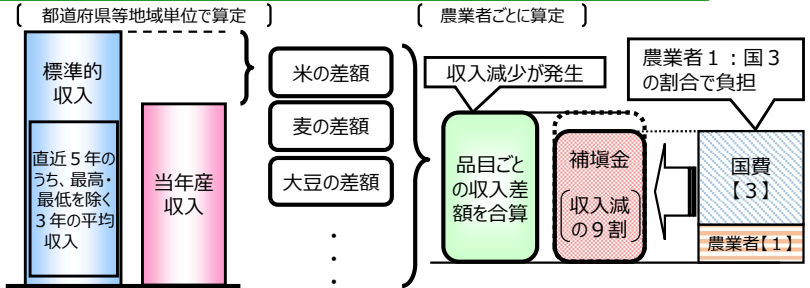 〔 都道府県等地域単位で算定 〕
〔 農業者ごとに算定 〕
標準的
収入
直近５年の
うち、最高・
最低を除く
３年の平均
収入
当年産
収入
米の差額
麦の差額
大豆の差額
・
・
・
収入減少が発生
品目ごと
の収入差
額を合算
補塡金
〔収入減
の９割〕
農業者１：国３
の割合で負担
国費
【３】
農業者【１】